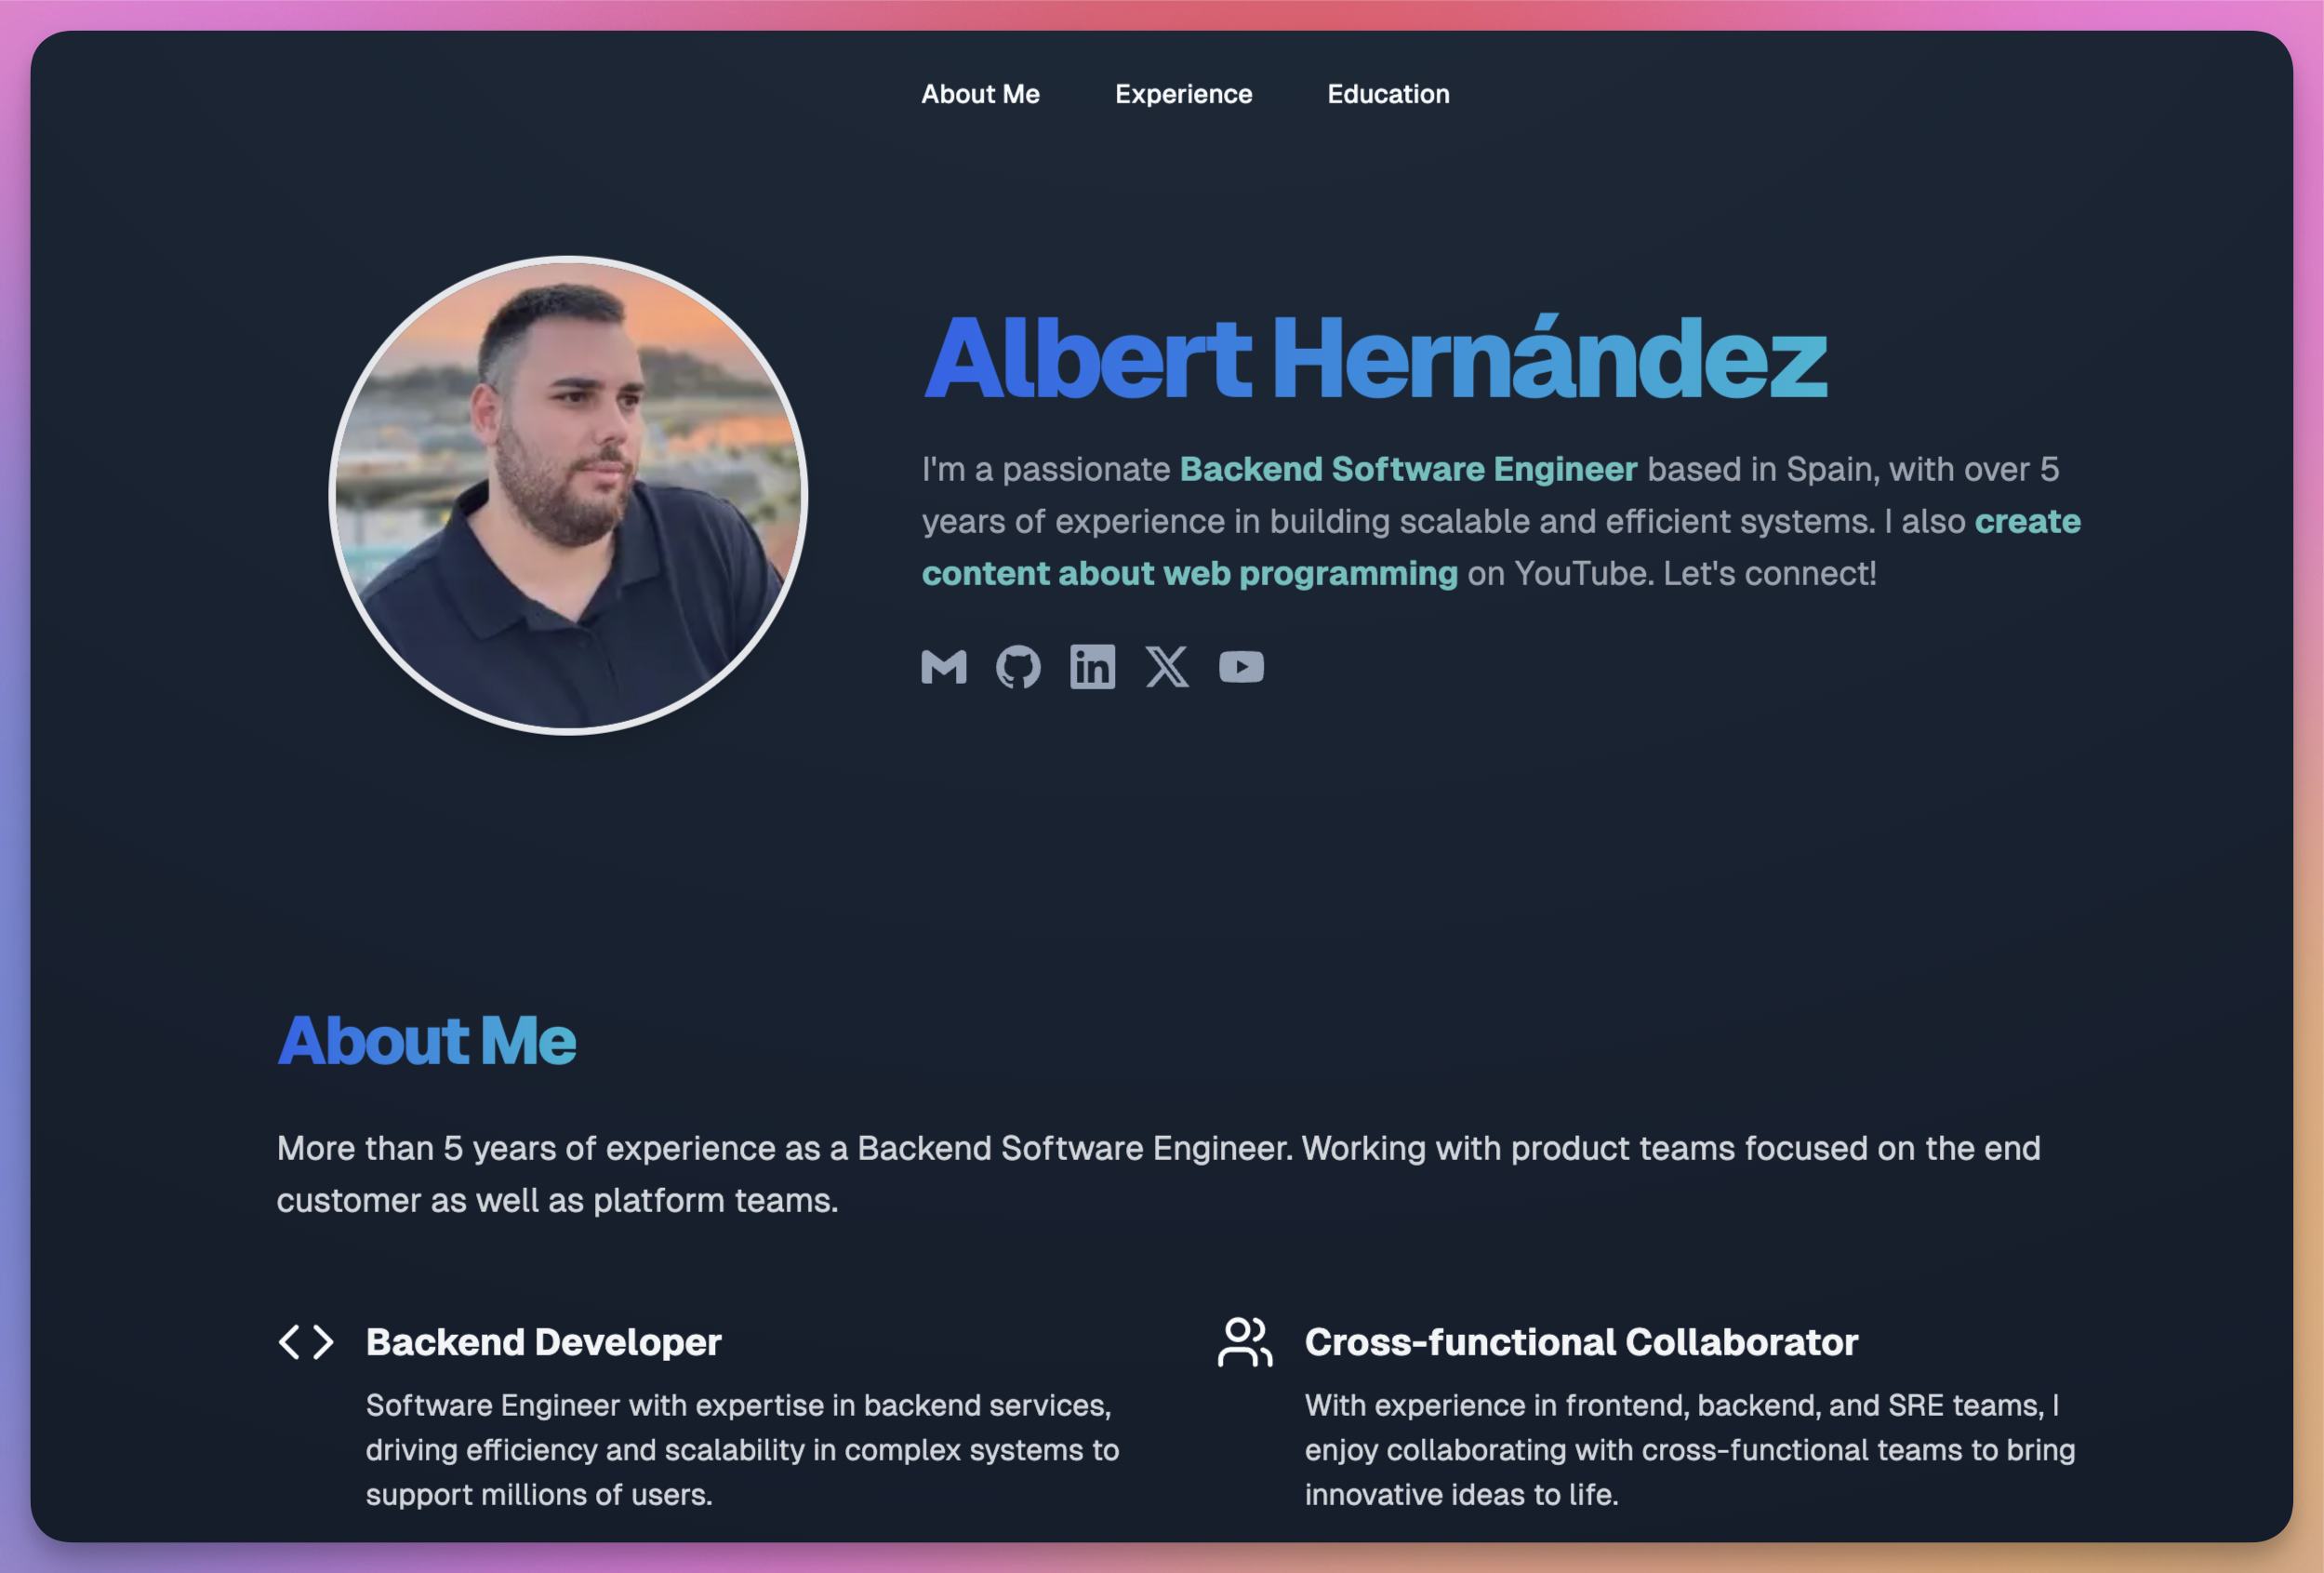 About Me Experience Education
Albert Hernández
I'm a passionate Backend Software Engineer based in Spain, with over 5
years of experience in building scalable and efficient systems. I also create
content about web programming on YouTube. Let's connect!
in
About Me
More than 5 years of experience as a Backend Software Engineer. Working with product teams focused on the end
customer as well as platform teams.
Backend Developer
Software Engineer with expertise in backend services,
driving efficiency and scalability in complex systems to
support millions of users.
Cross-functional Collaborator
With experience in frontend, backend, and SRE teams, I
enjoy collaborating with cross-functional teams to bring
innovative ideas to life.